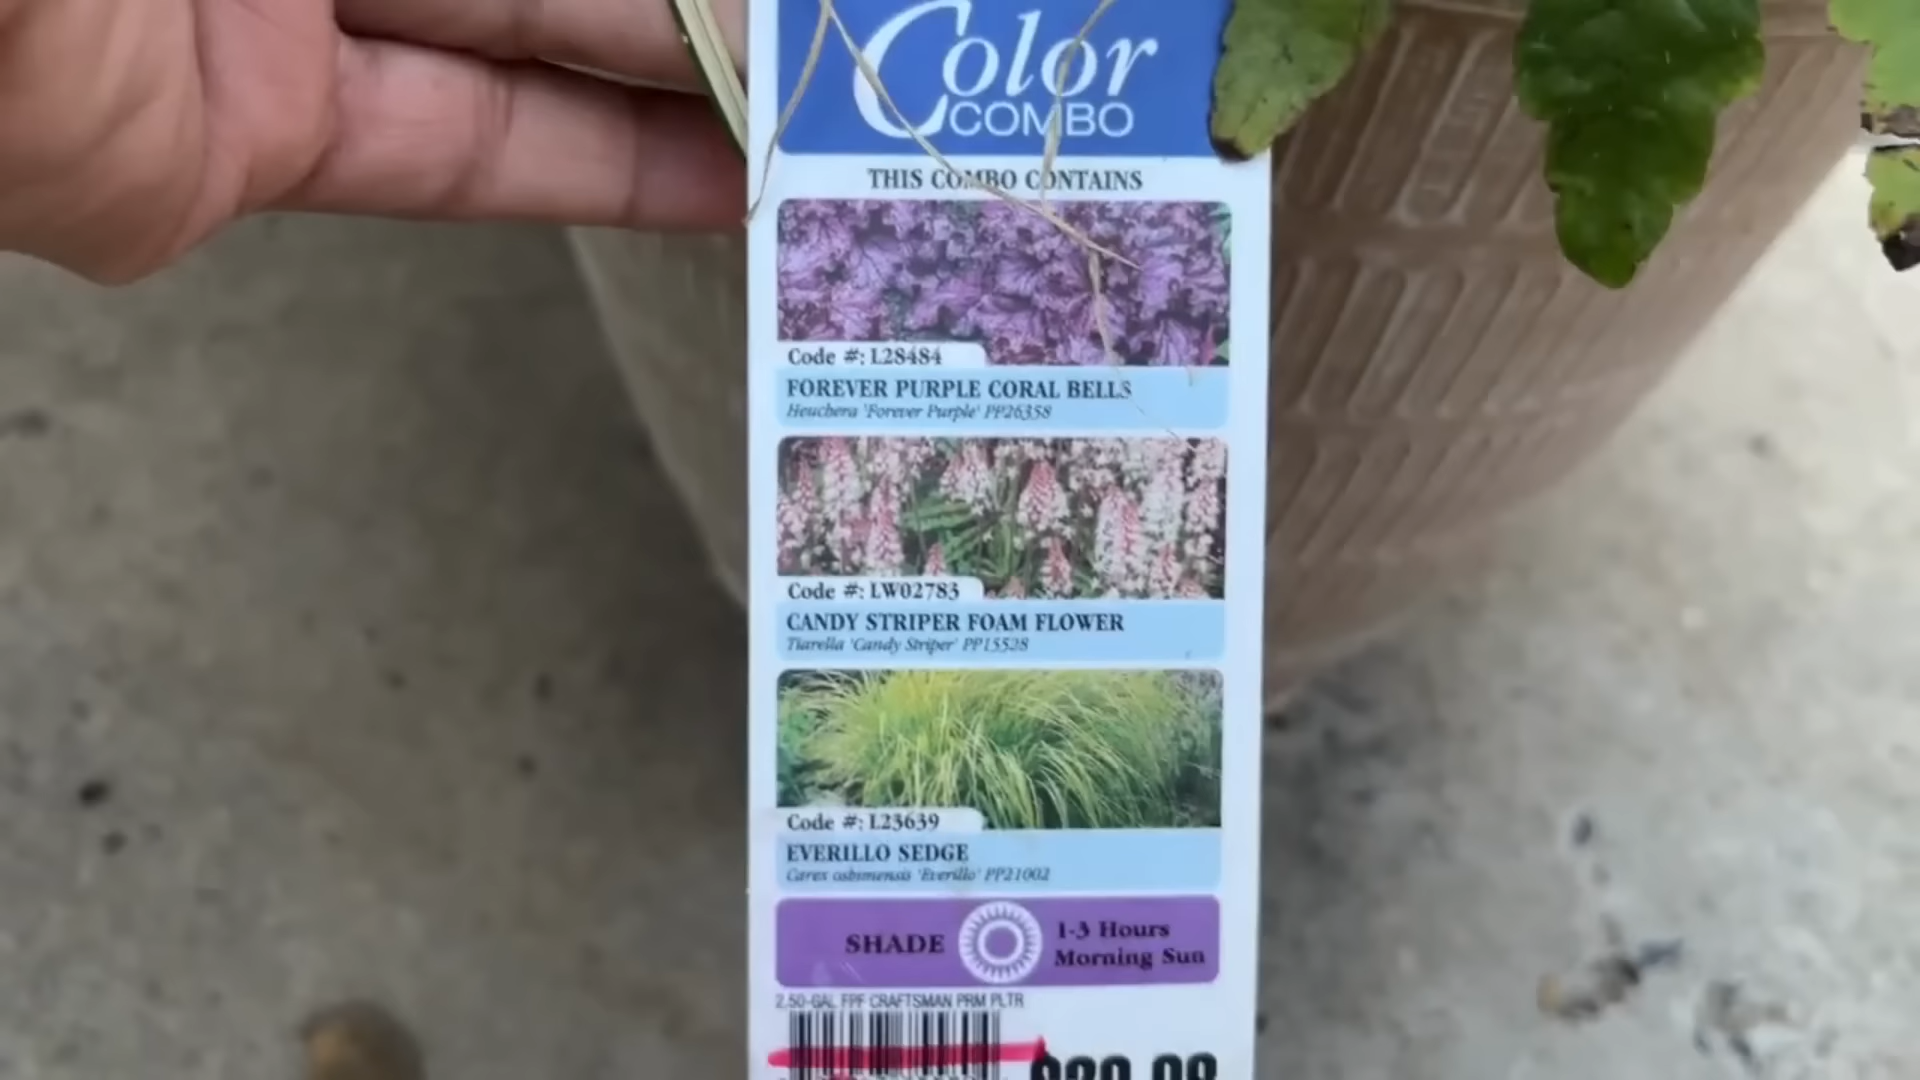 Color
COMBO
THIS COMBO CONTAINS
Code #: L28484
FOREVER PURPLE CORAL BELLS
Heuchera 'Forever Purple' PP26358
Code #: LW02783
CANDY STRIPER FOAM FLOWER
Tiarella 'Candy Striper' PP15528
Code #: L23639
EVERILLO SEDGE
Carex oshimensis 'Everillo' PP21002
SHADE
1-3 Hours
Morning Sun
2.50-GAL FPF CRAFTSMAN PRM PLTR